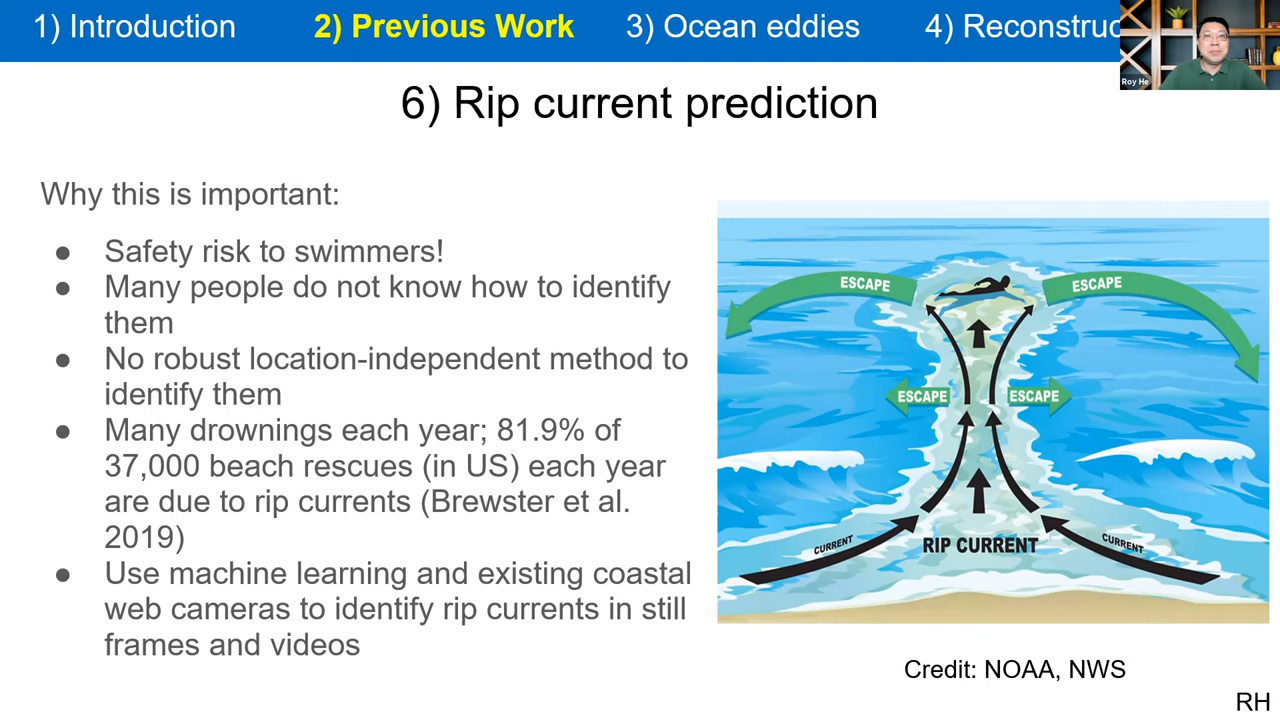 1) Introduction
2) Previous Work
3) Ocean eddies
4) Reconstruc
Roy He
6) Rip current prediction
Why this is important:
● Safety risk to swimmers!
● Many people do not know how to identify
them
● No robust location-independent method to
identify them
● Many drownings each year; 81.9% of
37,000 beach rescues (in US) each year
are due to rip currents (Brewster et al.
2019)
● Use machine learning and existing coastal
web cameras to identify rip currents in still
frames and videos
ESCAPE
ESCAPE
ESCAPE
ESCAPE
CURRENT
RIP CURRENT
CURRENT
Credit: NOAA, NWS
RH